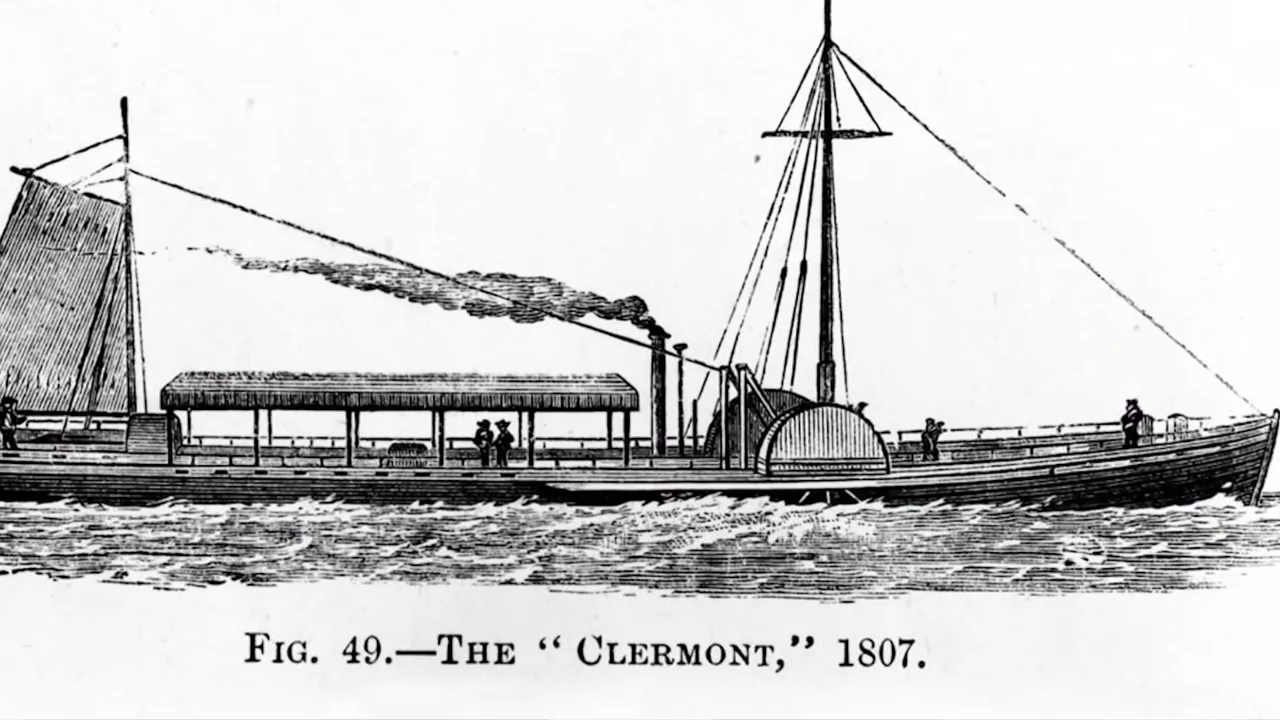 Fig. 49.—The “ Clermont,” 1807.